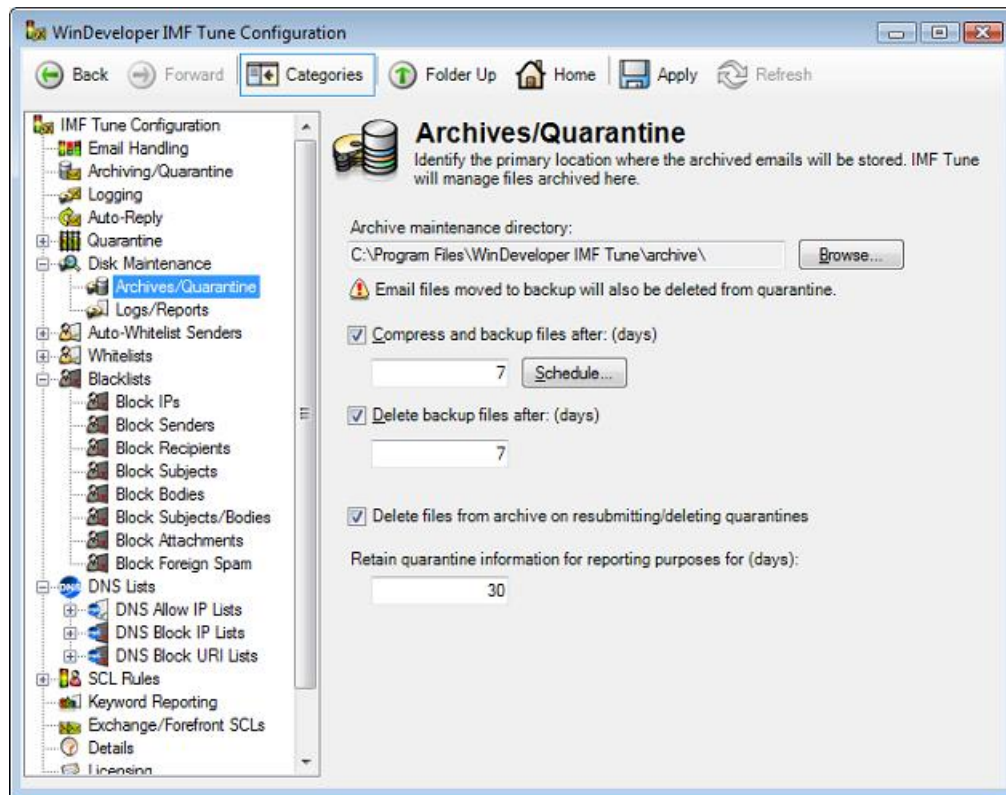 WinDeveloper IMF Tune Configuration
Back Forward Categories Folder Up Home Apply Refresh
IMF Tune Configuration
Email Handling
Archiving/Quarantine
Logging
Auto-Reply
Quarantine
Disk Maintenance
Archives/Quarantine
Logs/Reports
Auto-Whitelist Senders
Whitelists
Blacklists
Block IPs
Block Senders
Block Recipients
Block Subjects
Block Bodies
Block Subjects/Bodies
Block Attachments
Block Foreign Spam
DNS Lists
DNS Allow IP Lists
DNS Block IP Lists
DNS Block URI Lists
SCL Rules
Keyword Reporting
Exchange/Forefront SCLs
Details
Licensing
Archives/Quarantine
Identify the primary location where the archived emails will be stored. IMF Tune
will manage files archived here.
Archive maintenance directory:
C:\Program Files\WinDeveloper IMF Tune\archive\ Browse...
Email files moved to backup will also be deleted from quarantine.
Compress and backup files after: (days)
7 Schedule...
Delete backup files after: (days)
7
Delete files from archive on resubmitting/deleting quarantines
Retain quarantine information for reporting purposes for (days):
30